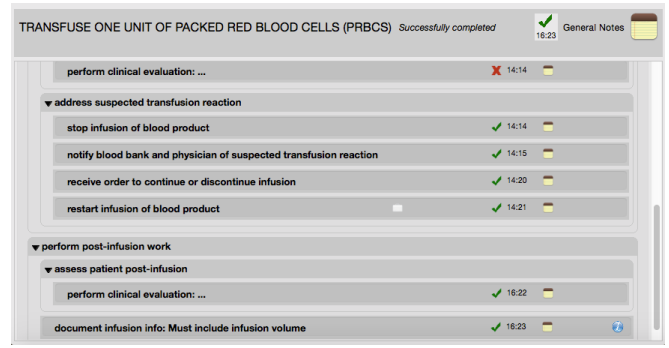 TRANSFUSE ONE UNIT OF PACKED RED BLOOD CELLS (PRBCS) Successfully completed 16:23 General Notes
perform clinical evaluation: ... 14:14
address suspected transfusion reaction
stop infusion of blood product 14:14
notify blood bank and physician of suspected transfusion reaction 14:15
receive order to continue or discontinue infusion 14:20
restart infusion of blood product 14:21
perform post-infusion work
assess patient post-infusion
perform clinical evaluation: ... 16:22
document infusion info: Must include infusion volume 16:23